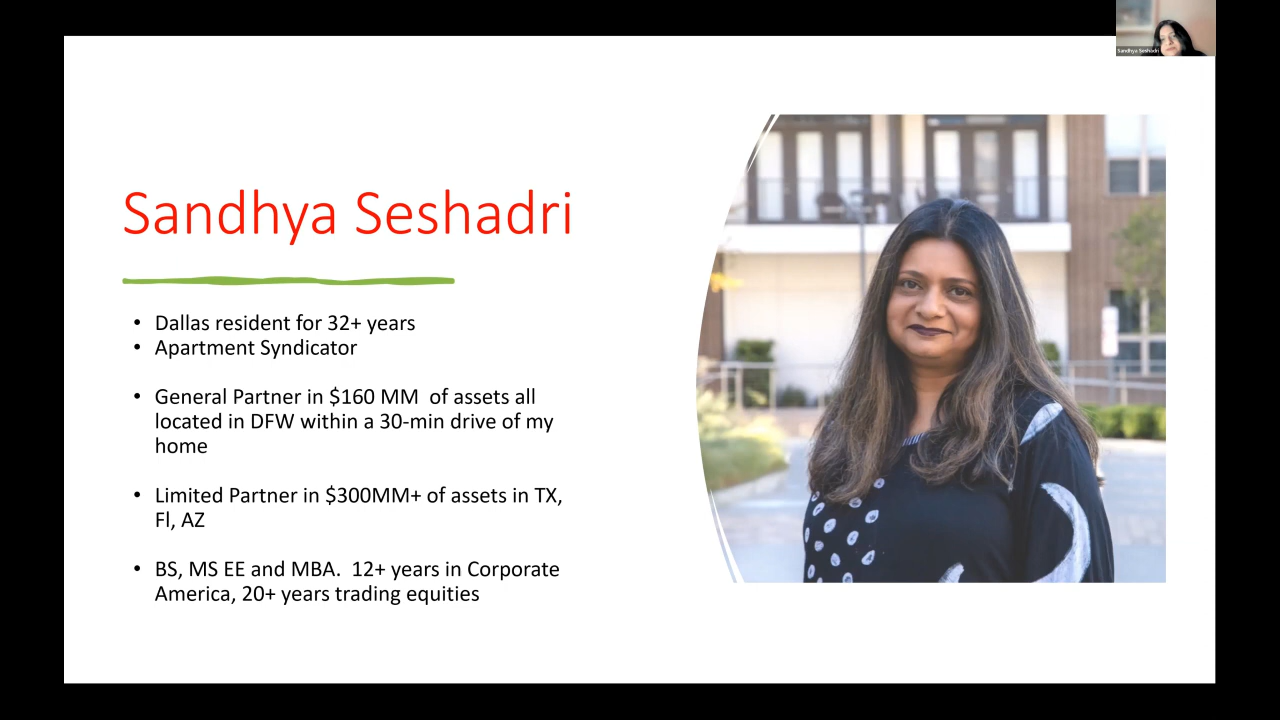 Sandhya Seshadri
Sandhya Seshadri
• Dallas resident for 32+ years
• Apartment Syndicator
• General Partner in $160 MM  of assets all
located in DFW within a 30-min drive of my
home
• Limited Partner in $300MM+ of assets in TX,
Fl, AZ
• BS, MS EE and MBA.  12+ years in Corporate
America, 20+ years trading equities